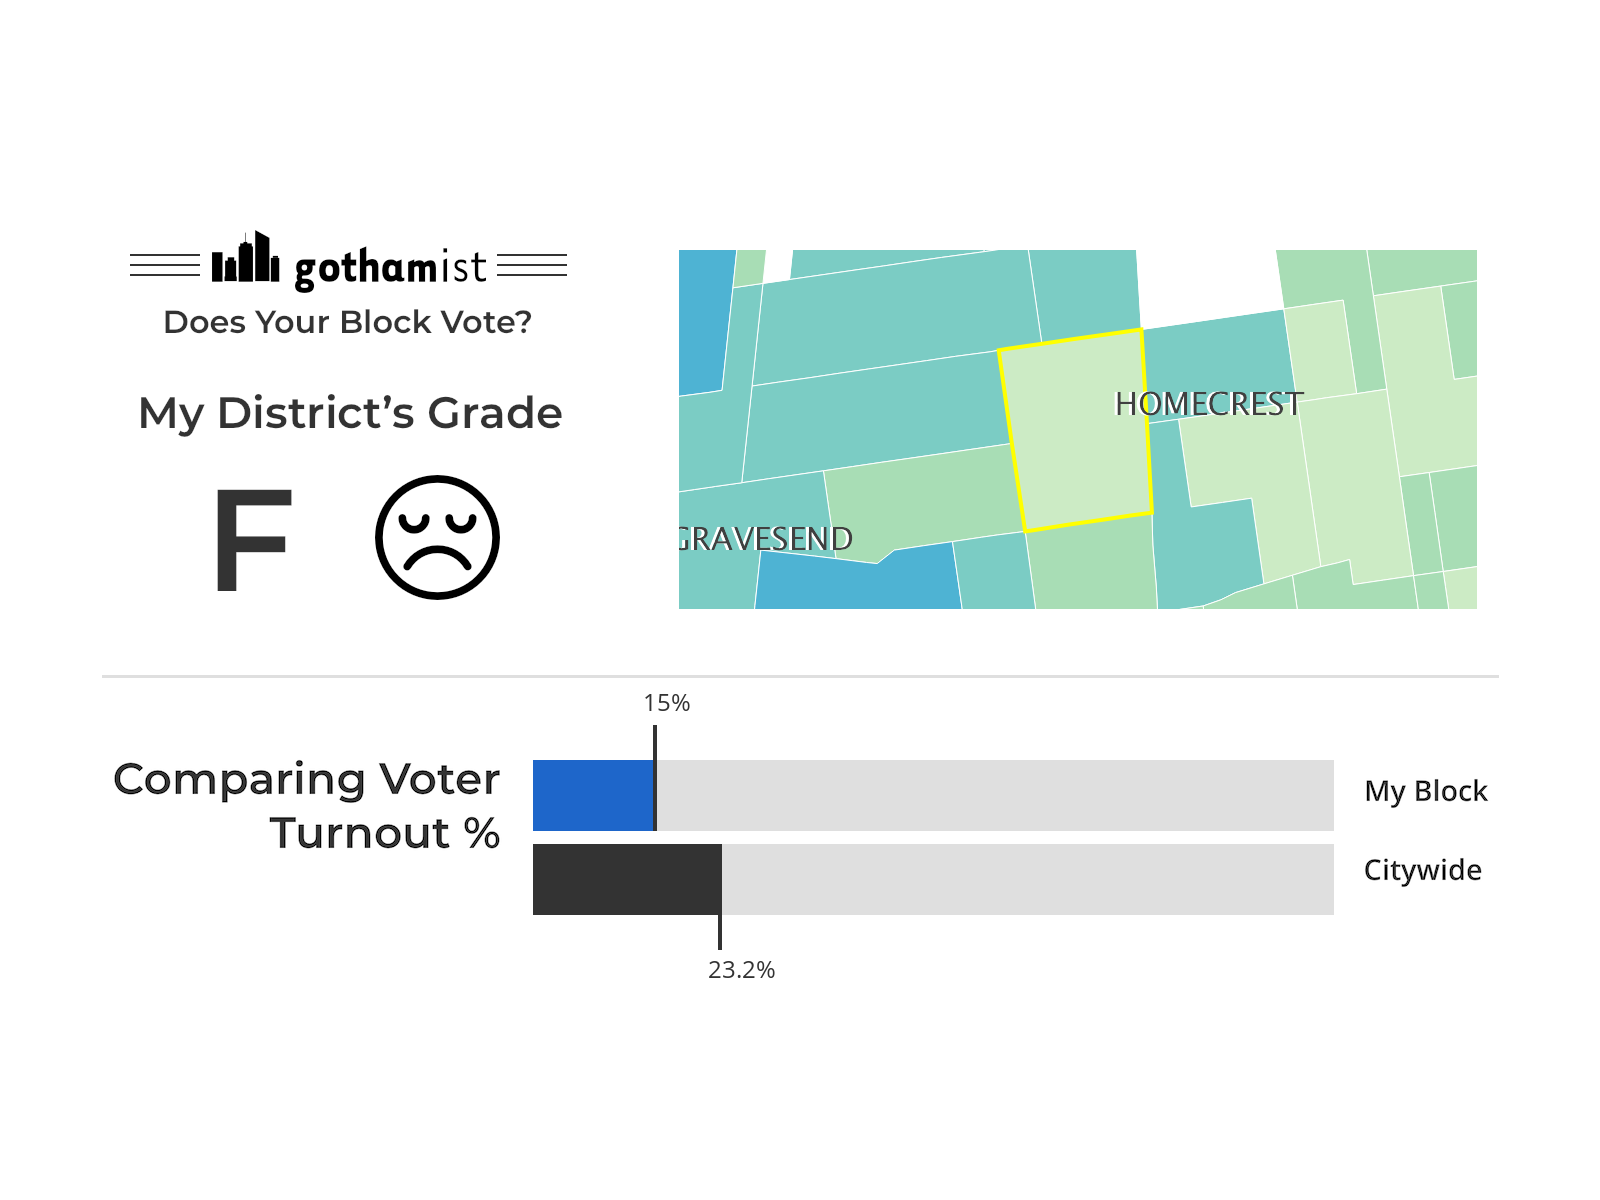 gothamist
Does Your Block Vote?
My District’s Grade
F
HOMECREST
GRAVESEND
15%
Comparing Voter
Turnout %
My Block
Citywide
23.2%